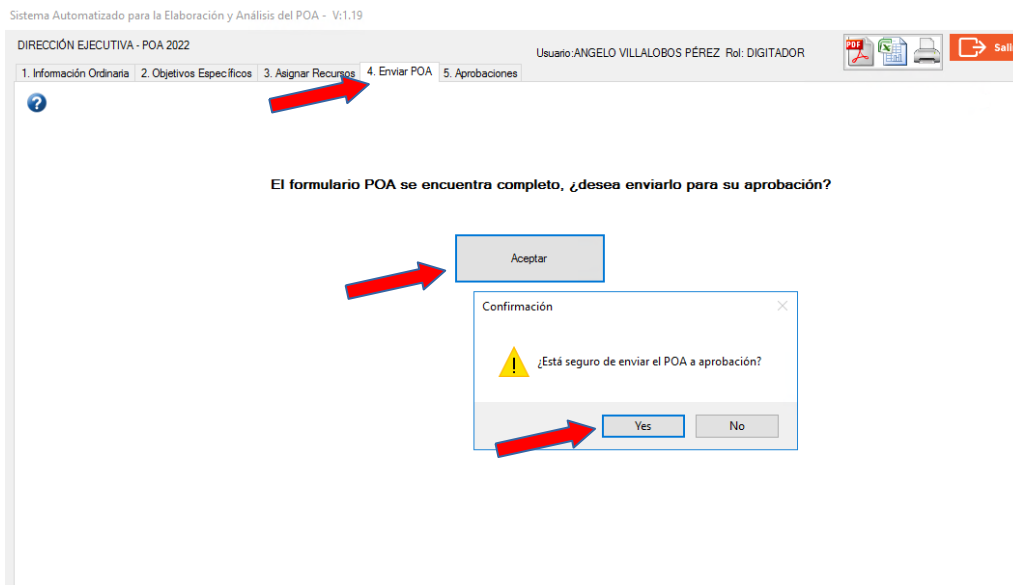 Sistema Automatizado para la Elaboración y Análisis del POA - V:1.19
DIRECCIÓN EJECUTIVA - POA 2022
Usuario:ANGELO VILLALOBOS PÉREZ Rol: DIGITADOR
PDF
Salir
1. Información Ordinaria 2. Objetivos Específicos 3. Asignar Recursos 4. Enviar POA 5. Aprobaciones
?
El formulario POA se encuentra completo, ¿desea enviarlo para su aprobación?
Aceptar
Confirmación
¿Está seguro de enviar el POA a aprobación?
Yes No